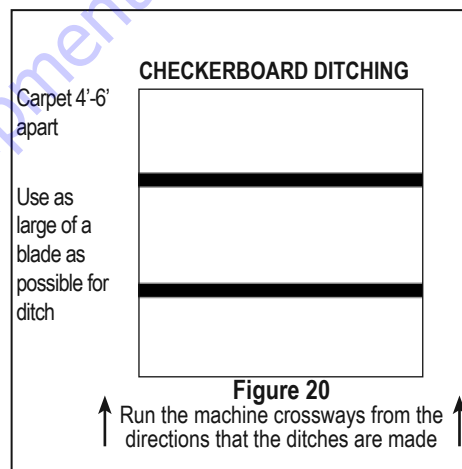 CHECKERBOARD DITCHING
Carpet 4’-6’
apart
Use as
large of a
blade as
possible for
ditch
Figure 20
Run the machine crossways from the
directions that the ditches are made